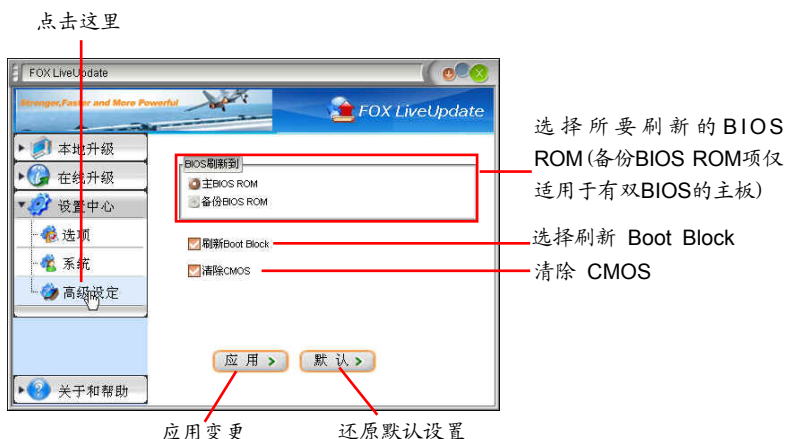 点击这里
FOX LiveUpdate
Stronger,Faster and More Powerful
FOX LiveUpdate
本地升级
在线升级
设置中心
选项
系统
高级设定
关于和帮助
BIOS刷新到
主BIOS ROM
备份BIOS ROM
刷新Boot Block
清除CMOS
应 用
默 认
选择所要刷新的BIOS
ROM(备份BIOS ROM项仅
适用于有双BIOS的主板)
选择刷新 Boot Block
清除 CMOS
应用变更
还原默认设置